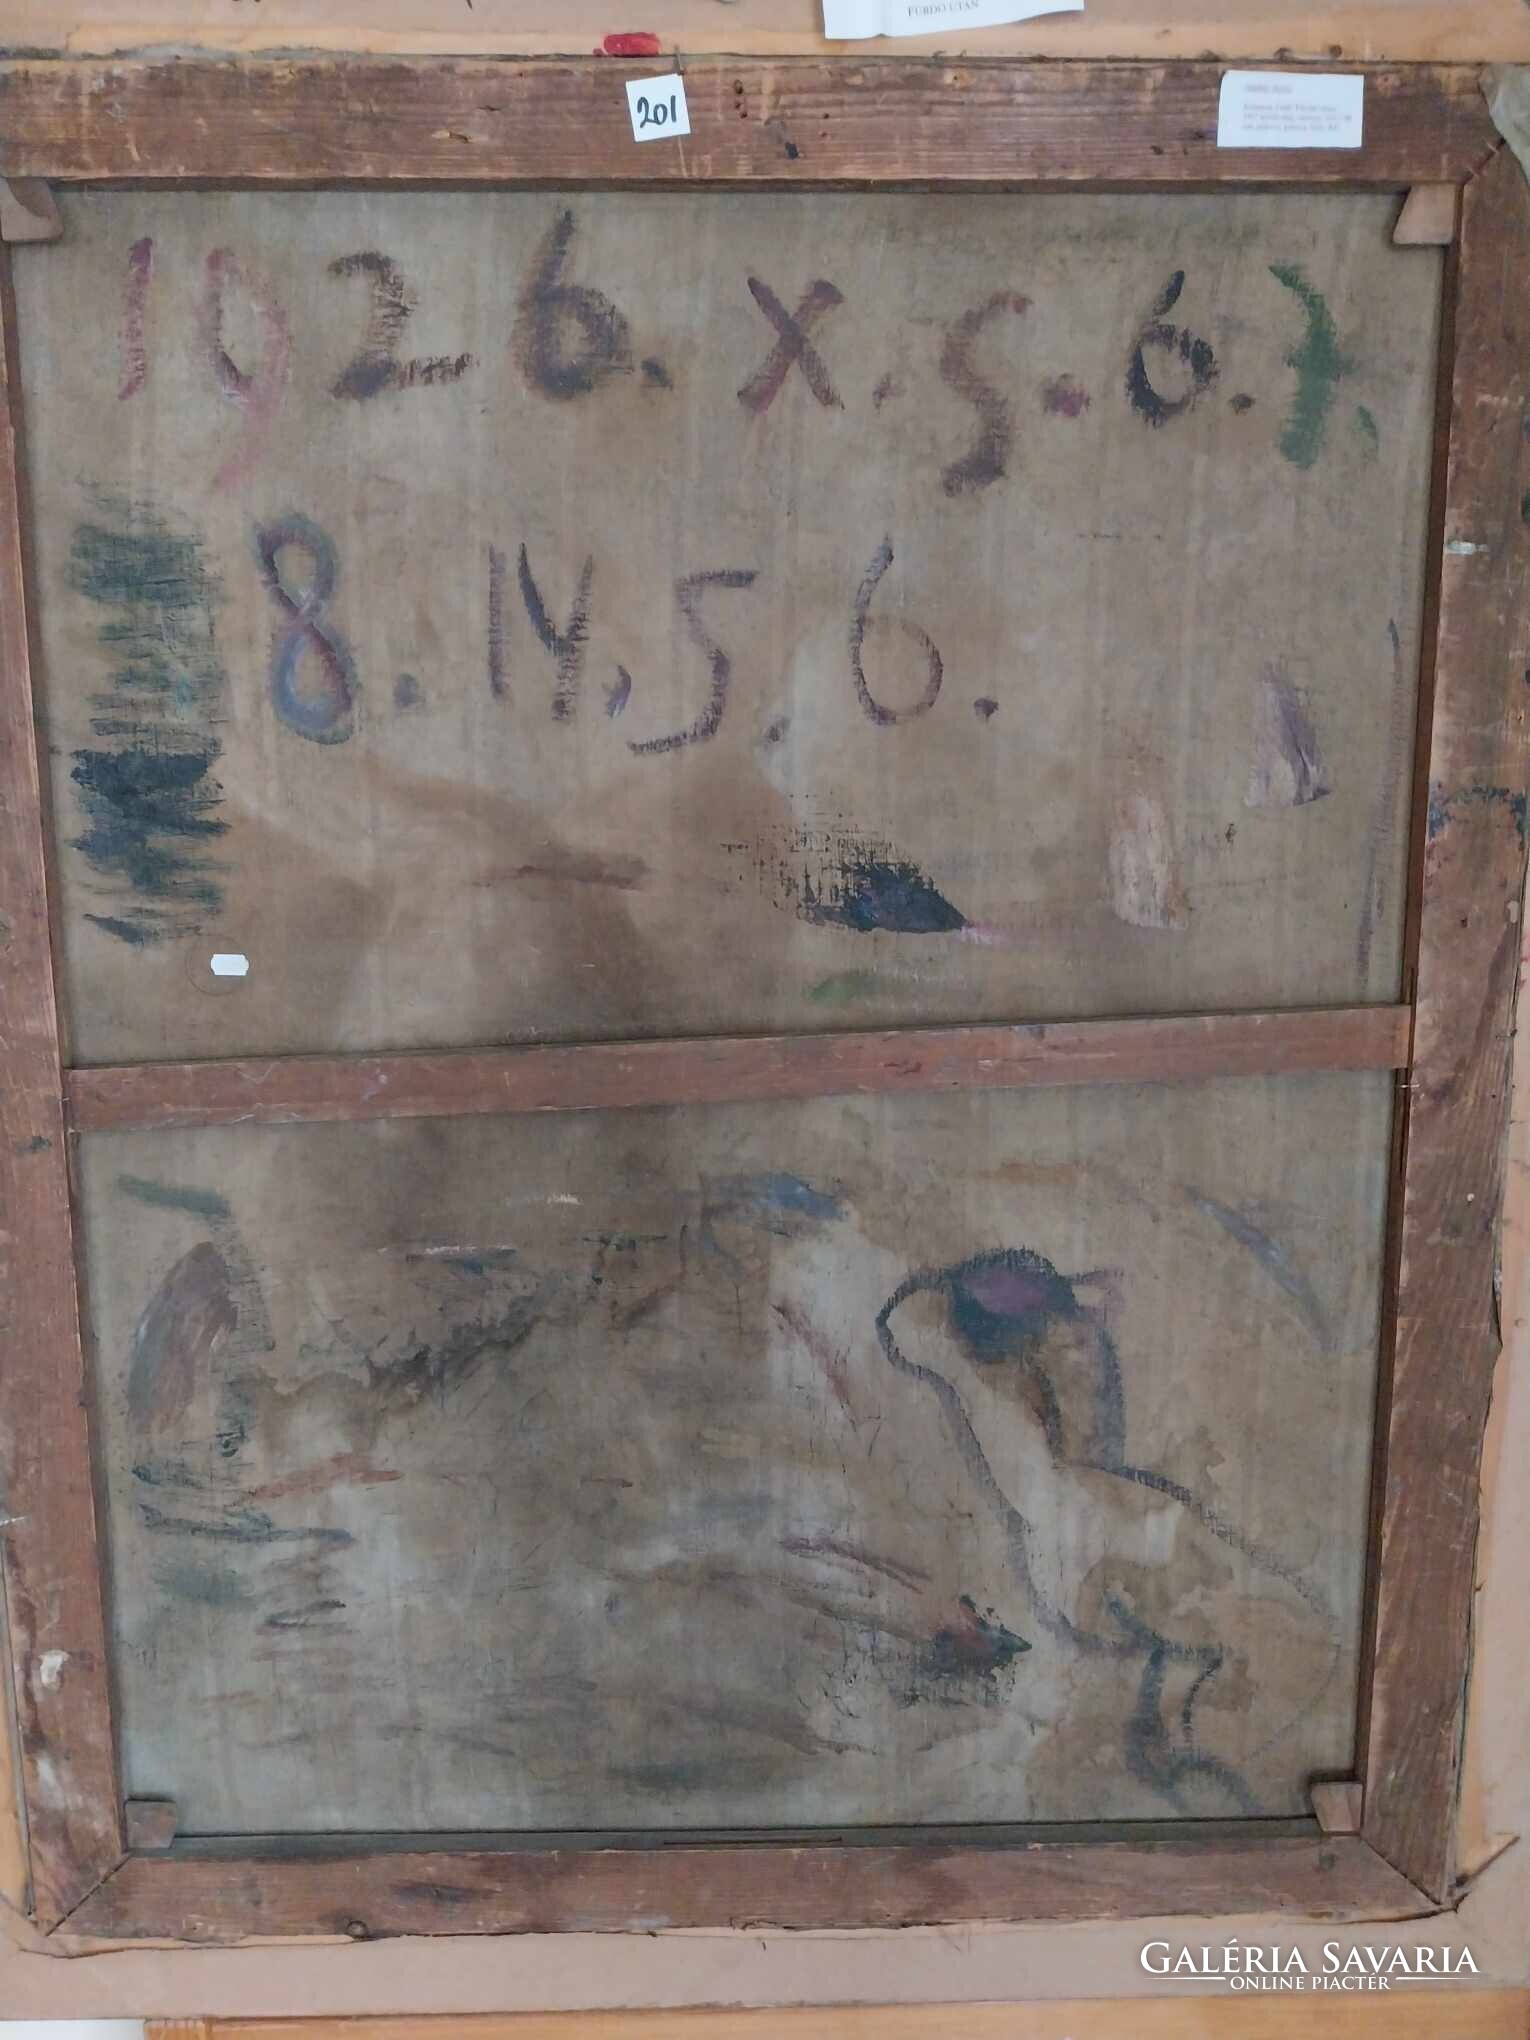 FÜRDŐ UTÁN
201
1926. X. 5. 6. 7.
8. IV. 5. 6.
GALÉRIA SAVARIA
ONLINE PIACTÉR